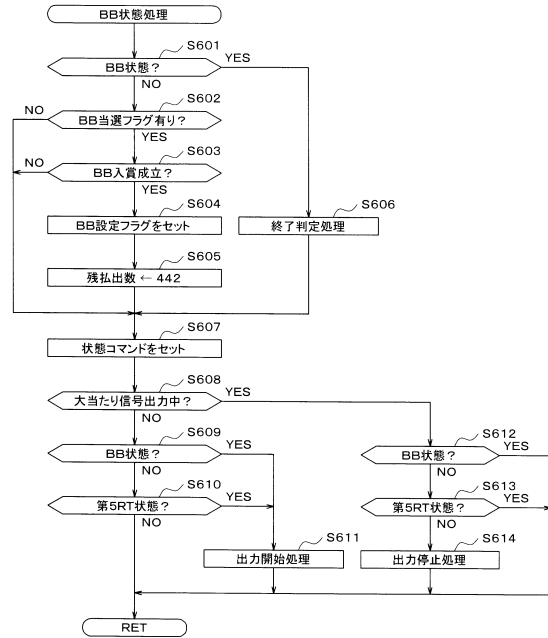 BB状態処理
S601
BB状態？
YES
NO
S602
NO
BB当選フラグ有り？
YES
S603
NO
BB入賞成立？
YES
S604
BB設定フラグをセット
S606
終了判定処理
S605
残払出数 ← 442
S607
状態コマンドをセット
S608
大当たり信号出力中？
YES
NO
S609
BB状態？
YES
NO
S612
BB状態？
YES
NO
S610
第5RT状態？
YES
NO
S613
第5RT状態？
YES
NO
S611
出力開始処理
S614
出力停止処理
RET